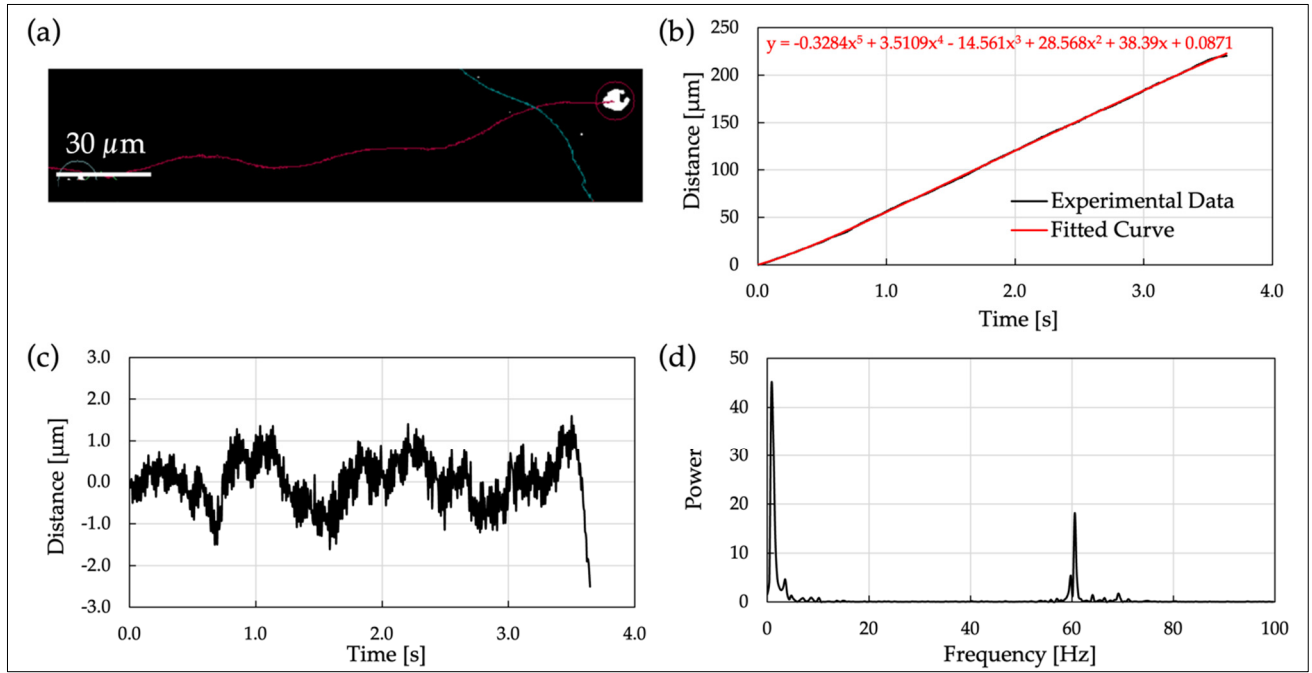 (a)
30 μm
(b)
y = -0.3284x⁵ + 3.5109x⁴ - 14.561x³ + 28.568x² + 38.39x + 0.0871
250
200
150
100
50
0
Distance [μm]
Experimental Data
Fitted Curve
0.0 1.0 2.0 3.0 4.0
Time [s]
(c)
3.0
2.0
1.0
0.0
-1.0
-2.0
-3.0
Distance [μm]
0.0 1.0 2.0 3.0 4.0
Time [s]
(d)
50
40
30
20
10
0
Power
0 20 40 60 80 100
Frequency [Hz]